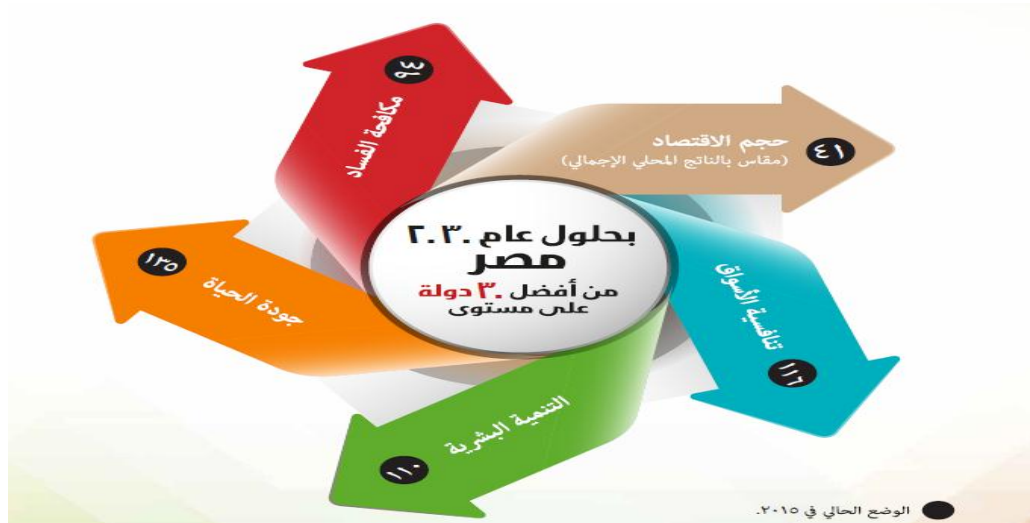 بحلول عام ٢٠٣٠
مصر
من أفضل ٣٠ دولة
على مستوى
حجم الاقتصاد
(مقاس بالناتج المحلي الإجمالي)
٤١
تنافسية الأسواق
١١٦
التنمية البشرية
١١٠
جودة الحياة
١٣٥
مكافحة الفساد
٩٤
الوضع الحالي في ٢٠١٥.